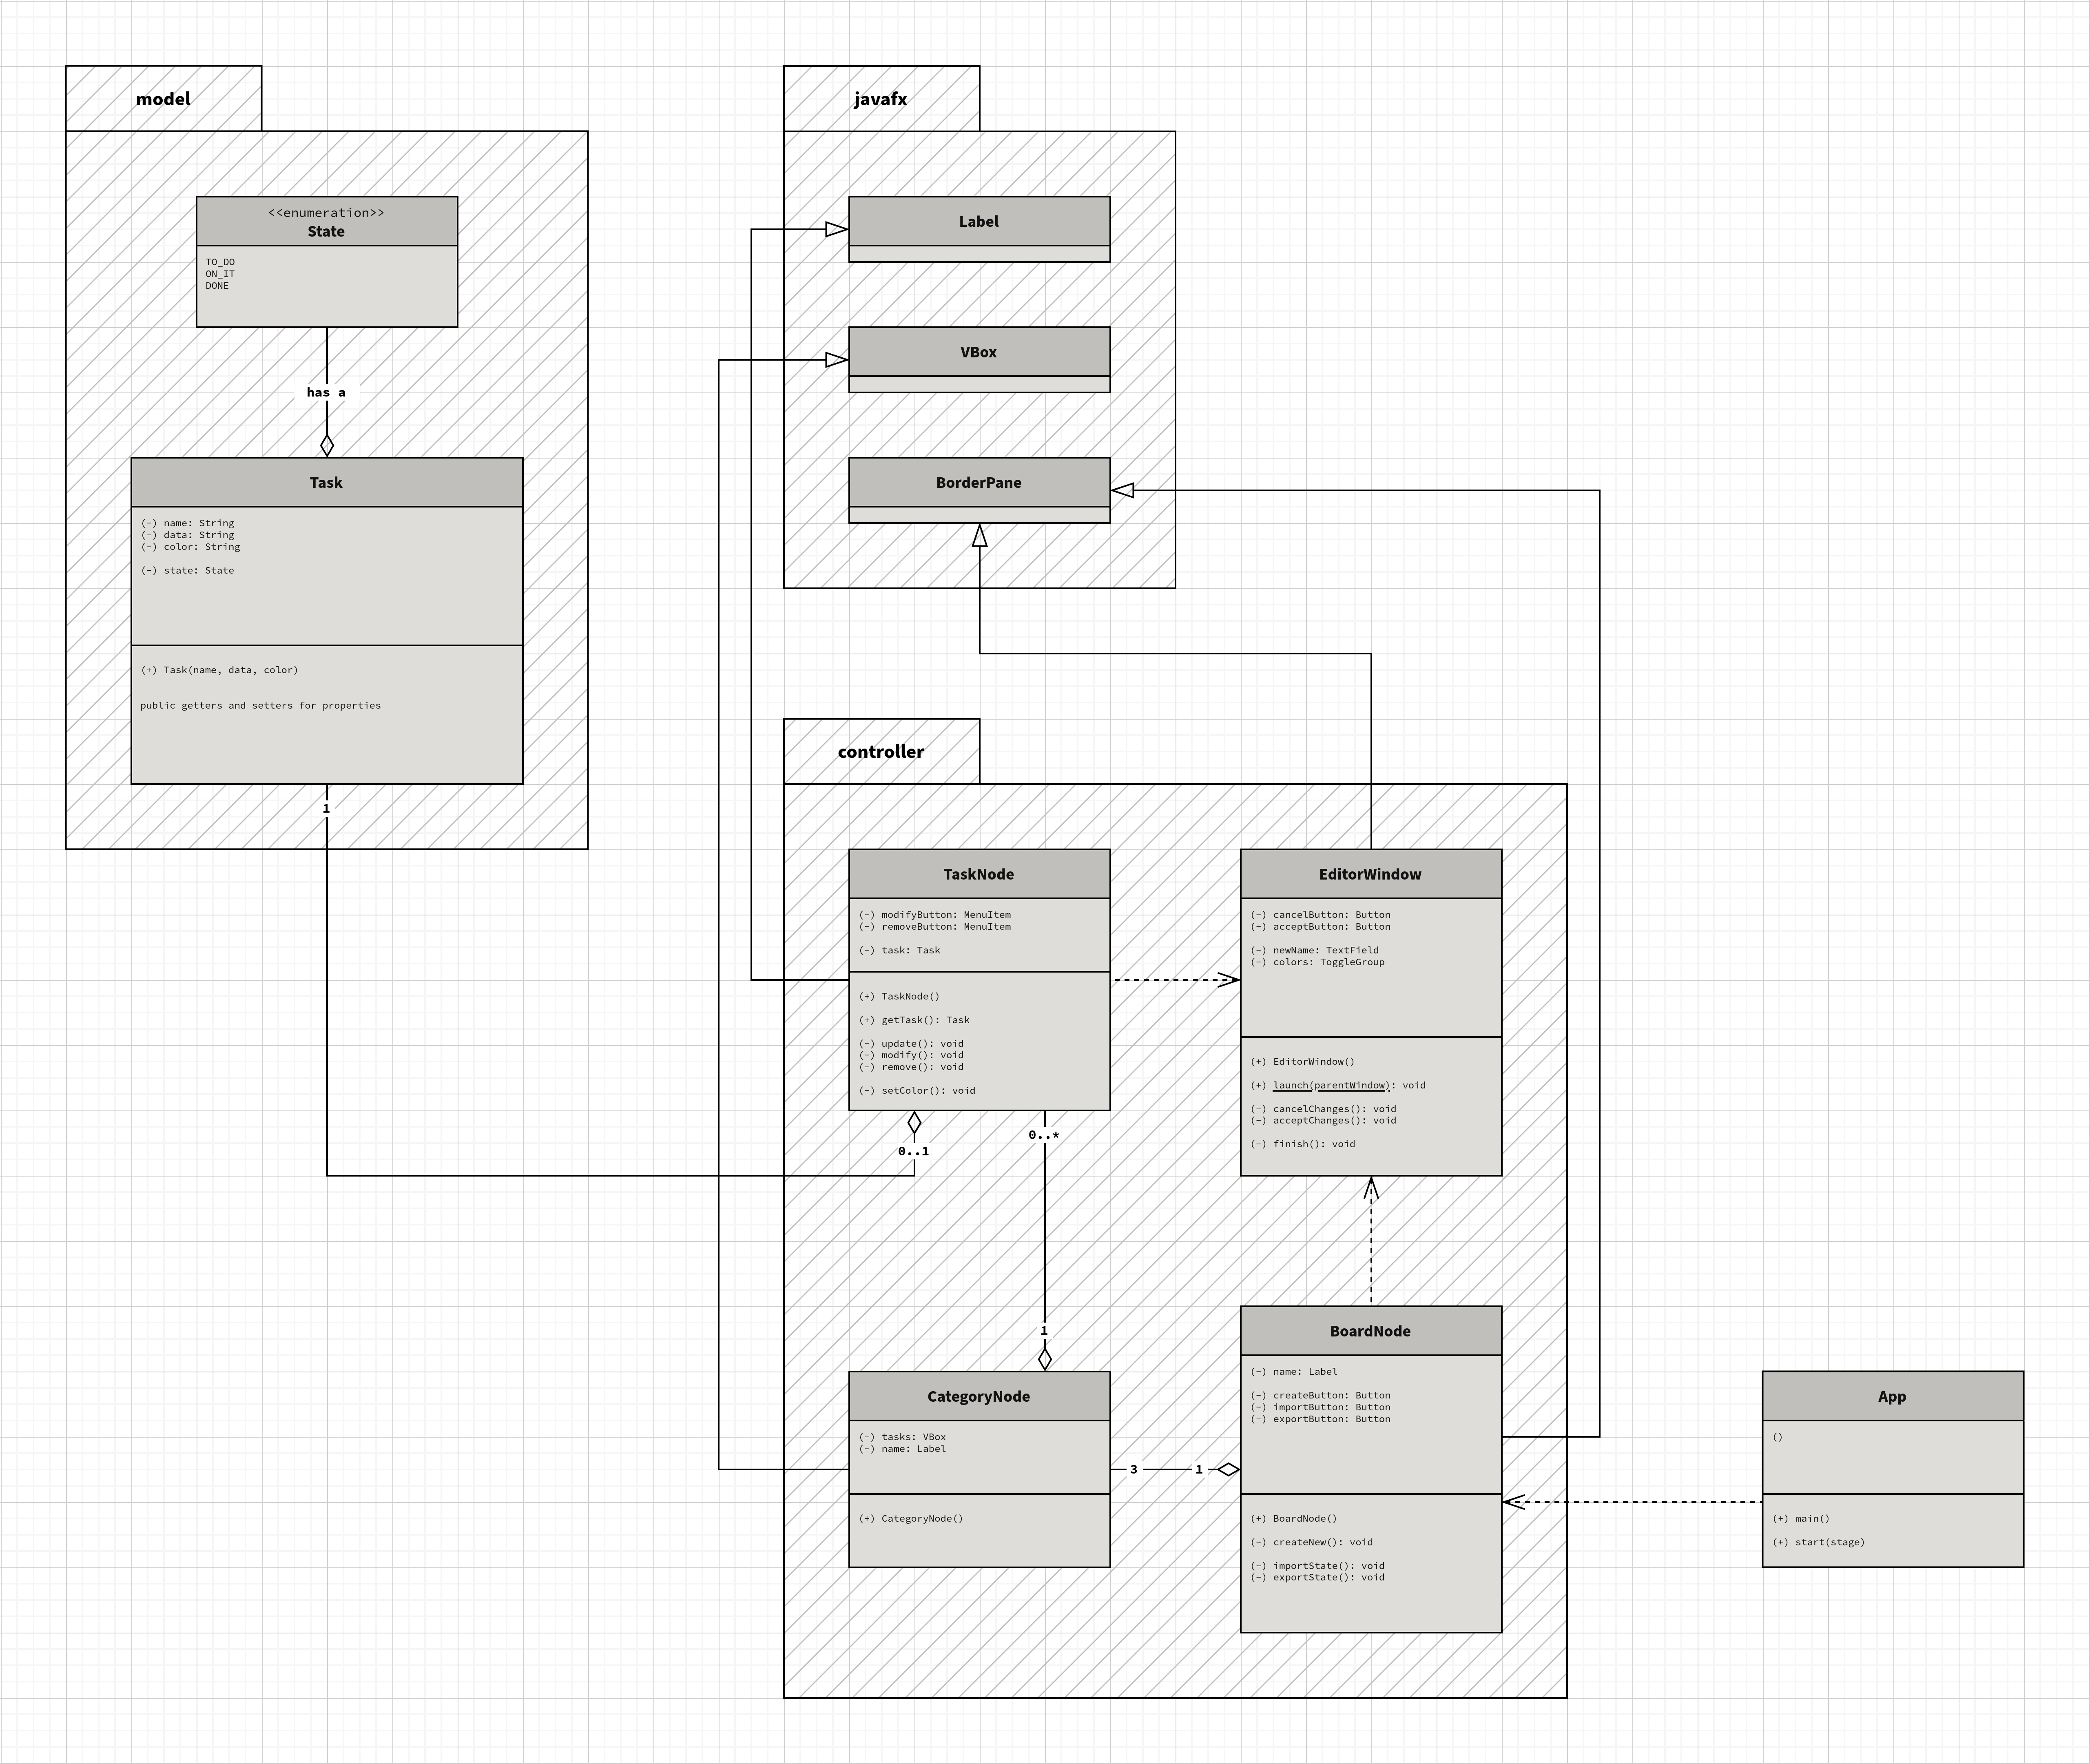 model
<<enumeration>>
State
TO_DO
ON_IT
DONE
has a
Task
(-) name: String
(-) data: String
(-) color: String
(-) state: State
(+) Task(name, data, color)
public getters and setters for properties
1
javafx
Label
VBox
BorderPane
controller
TaskNode
(-) modifyButton: MenuItem
(-) removeButton: MenuItem
(-) task: Task
(+) TaskNode()
(+) getTask(): Task
(-) update(): void
(-) modify(): void
(-) remove(): void
(-) setColor(): void
0..1
0..*
EditorWindow
(-) cancelButton: Button
(-) acceptButton: Button
(-) newName: TextField
(-) colors: ToggleGroup
(+) EditorWindow()
(+) launch(parentWindow): void
(-) cancelChanges(): void
(-) acceptChanges(): void
(-) finish(): void
1
CategoryNode
(-) tasks: VBox
(-) name: Label
(+) CategoryNode()
3
1
BoardNode
(-) name: Label
(-) createButton: Button
(-) importButton: Button
(-) exportButton: Button
(+) BoardNode()
(-) createNew(): void
(-) importState(): void
(-) exportState(): void
App
()
(+) main()
(+) start(stage)